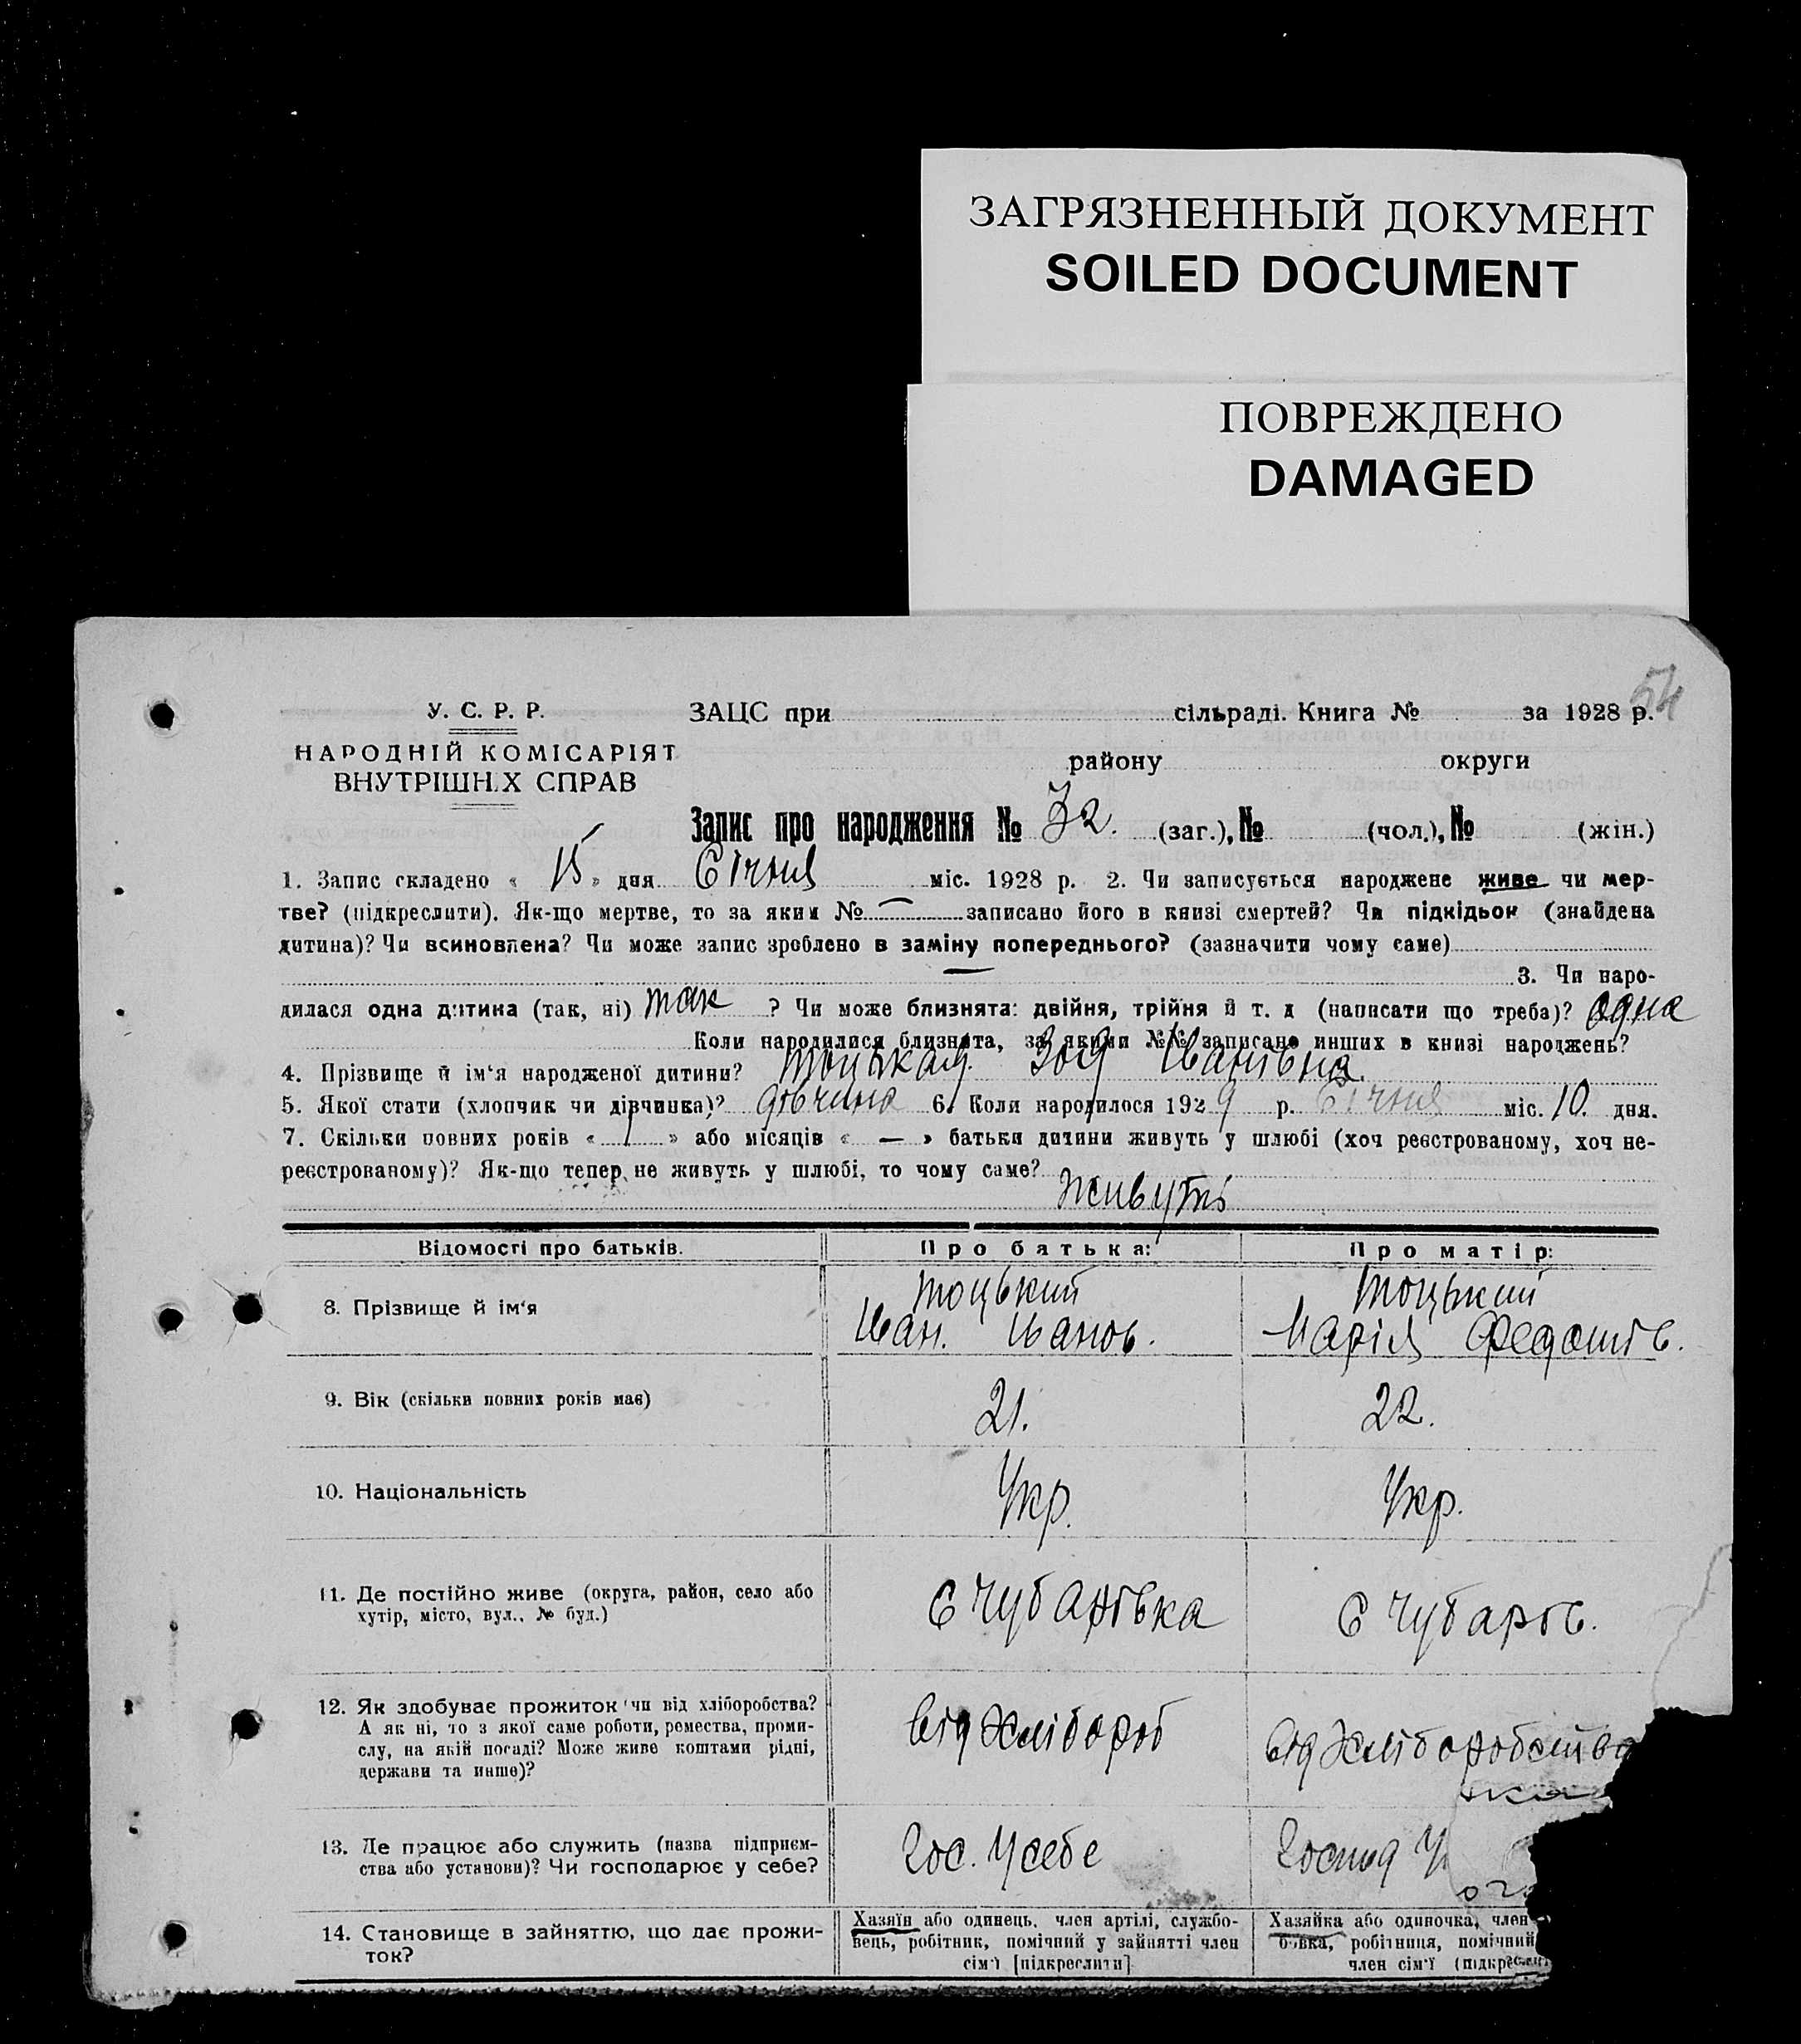 ЗАГРЯЗНЕННЫЙ ДОКУМЕНТ
SOILED DOCUMENT
ПОВРЕЖДЕНО
DAMAGED
54
У. С. Р. Р.
НАРОДНІЙ КОМІСАРІЯТ
ВНУТРІШНІХ СПРАВ
ЗАЦС при сільраді. Книга № за 1928 р.
району округи
Запис про народження № 32. (заг.), № (чол.), № (жін.)
1. Запис складено « 15 » дня Січня міс. 1928 р. 2. Чи записується народжене живе чи мер-
тве? (підкреслити). Як-що мертве, то за яким № — записано його в книзі смертей? Чи підкідьок (знайдена
дитина)? Чи всиновлена? Чи може запис зроблено в заміну попереднього? (зазначити чому саме)
— 3. Чи наро-
дилася одна дитина (так, ні) так ? Чи може близнята: двійня, трійня й т. д (написати що треба)? одна
Коли народилися близнята, за якими №№ записано инших в книзі народжень?
4. Прізвище й ім'я народженої дитини? Тоцькая Зоя Іванівна
5. Якої стати (хлопчик чи дівчинка)? дівчина 6. Коли народилося 1929 р. Січня міс. 10 дня.
7. Скільки повних років « 1 » або місяців « — » батьки дитини живуть у шлюбі (хоч реєстрованому, хоч не-
реєстрованому)? Як-що тепер не живуть у шлюбі, то чому саме?
живуть
Відомості про батьків. Про батька: Про матір:
8. Прізвище й ім'я
Тоцький
Іван. Іванов.
Тоцький
Марія Федотів.
9. Вік (скільки повних років має) 21. 22.
10. Національність Укр. Укр.
11. Де постійно живе (округа, район, село або
хутір, місто, вул., № буд.)
С Чубарівка
С Чубарів.
12. Як здобуває прожиток чи від хліборобства?
А як ні, то з якої саме роботи, ремества, проми-
слу, на якій посаді? Може живе коштами рідні,
держави та инше)?
від хлібороб
від хліборобства
13. Де працює або служить (назва підприєм-
ства або установи)? Чи господарює у себе?
Гос. У себе
Господ У
14. Становище в зайняттю, що дає прожи-
ток?
Хазяїн або одинець, член артілі, службо-
вець, робітник, помічний у зайнятті член
сім'ї [підкреслити]
Хазяйка або одиночка, член
бовка, робітниця, помічний
член сім'ї (підкресли